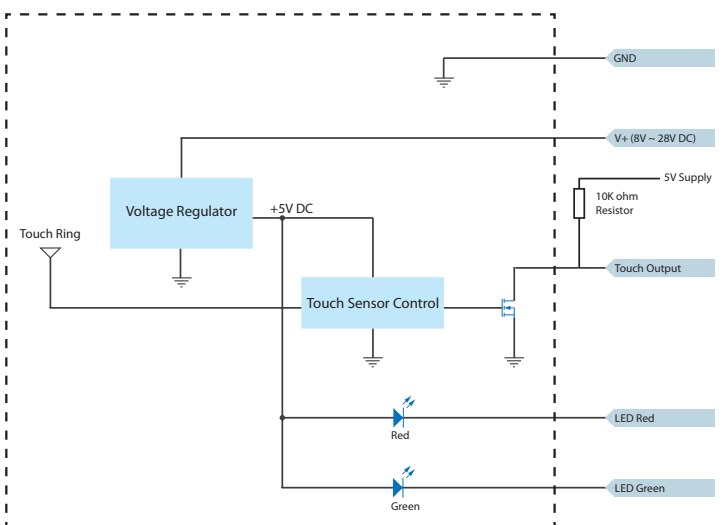 GND
V+ (8V ~ 28V DC)
5V Supply
10K ohm
Resistor
Voltage Regulator
+5V DC
Touch Ring
Touch Output
Touch Sensor Control
LED Red
Red
LED Green
Green